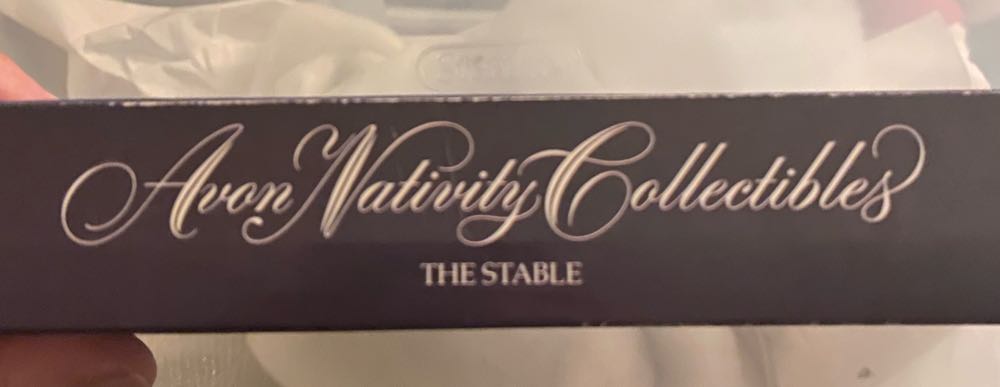 Avon Nativity Collectibles
THE STABLE